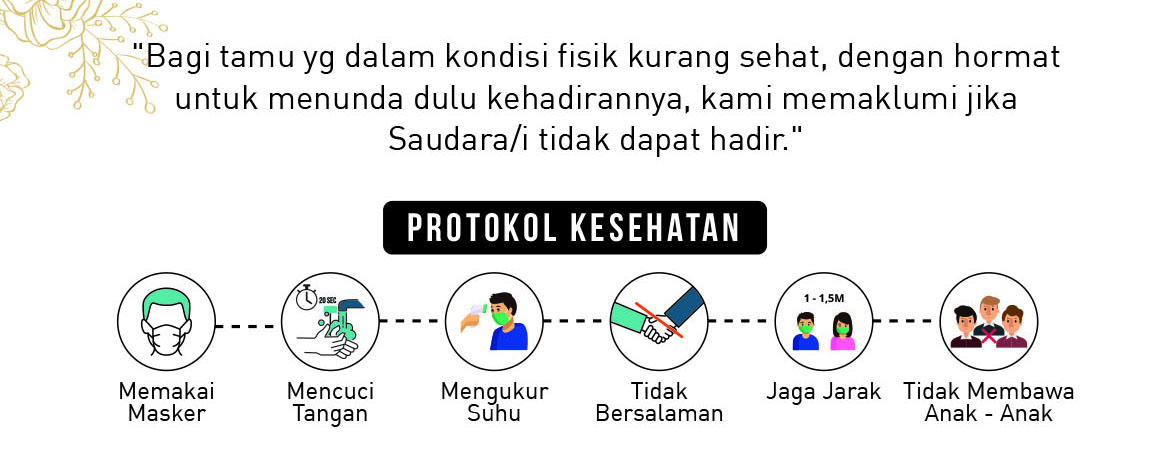 "Bagi tamu yg dalam kondisi fisik kurang sehat, dengan hormat
untuk menunda dulu kehadirannya, kami memaklumi jika
Saudara/i tidak dapat hadir."
PROTOKOL KESEHATAN
20 SEC
1 - 1,5M
Memakai
Masker
Mencuci
Tangan
Mengukur
Suhu
Tidak
Bersalaman
Jaga Jarak
Tidak Membawa
Anak - Anak